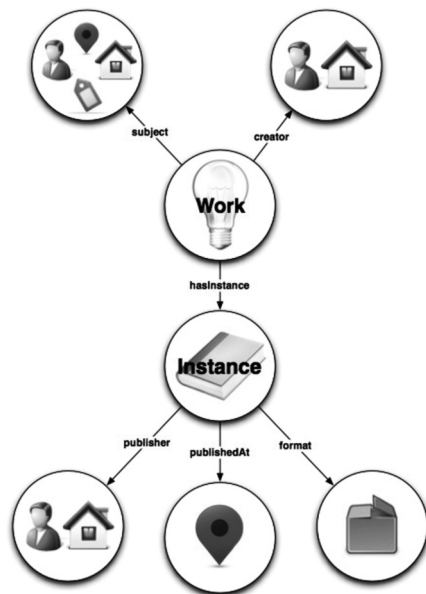 subject
creator
Work
hasInstance
Instance
publisher
publishedAt
format